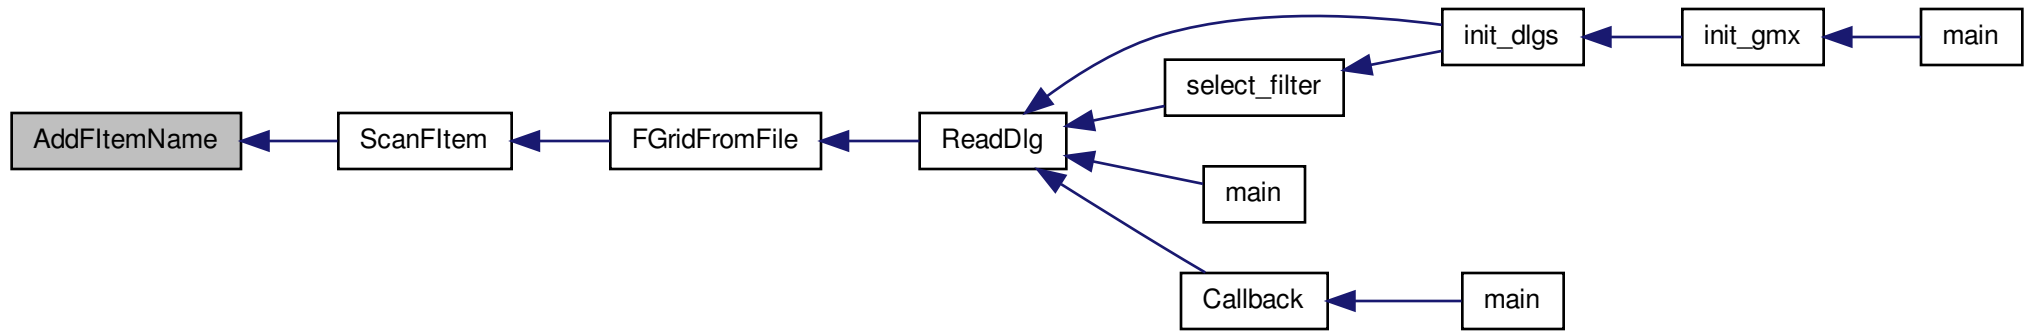 AddFItemName
ScanFItem
FGridFromFile
ReadDlg
init_dlgs
init_gmx
main
select_filter
main
Callback
main